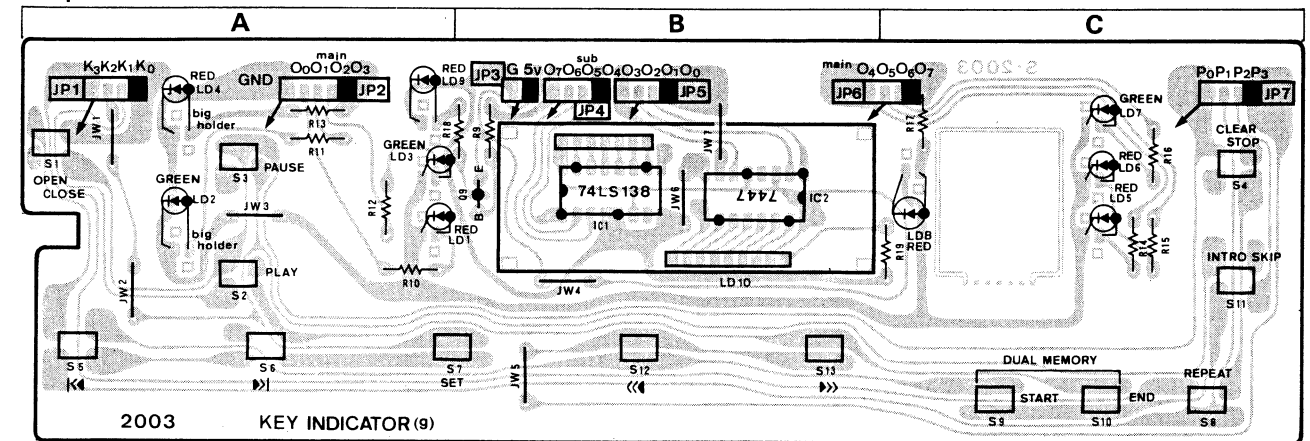 A B C
K3K2K1K0
JP1
RED
LD4
GND
main
O0O1O2O3
JP2
RED
LD9
JP3
G 5V
sub
O7O6O5O4O3O2O1O0
JP4
JP5
main O4O5O6O7
JP6
S-2003
P0P1P2P3
JP7
GREEN
LD7
CLEAR
STOP
big
holder
R13
R11
JW1
S1
OPEN
CLOSE
S3
PAUSE
GREEN
LD3
R18
R9
E
Q9
B
74LS138
IC1
JW7
JW6
7447
IC2
R17
RED
LD6
R16
S4
GREEN
LD2
JW3
R12
RED
LD1
LD8
RED
RED
LD5
big
holder
R19
R14
R15
INTRO SKIP
PLAY
S2
R10
JW2
JW4
LD10
S11
S5
S6
S7
SET
JW5
S12
S13
DUAL MEMORY
REPEAT
START
END
S9
S10
S8
2003 KEY INDICATOR (9)